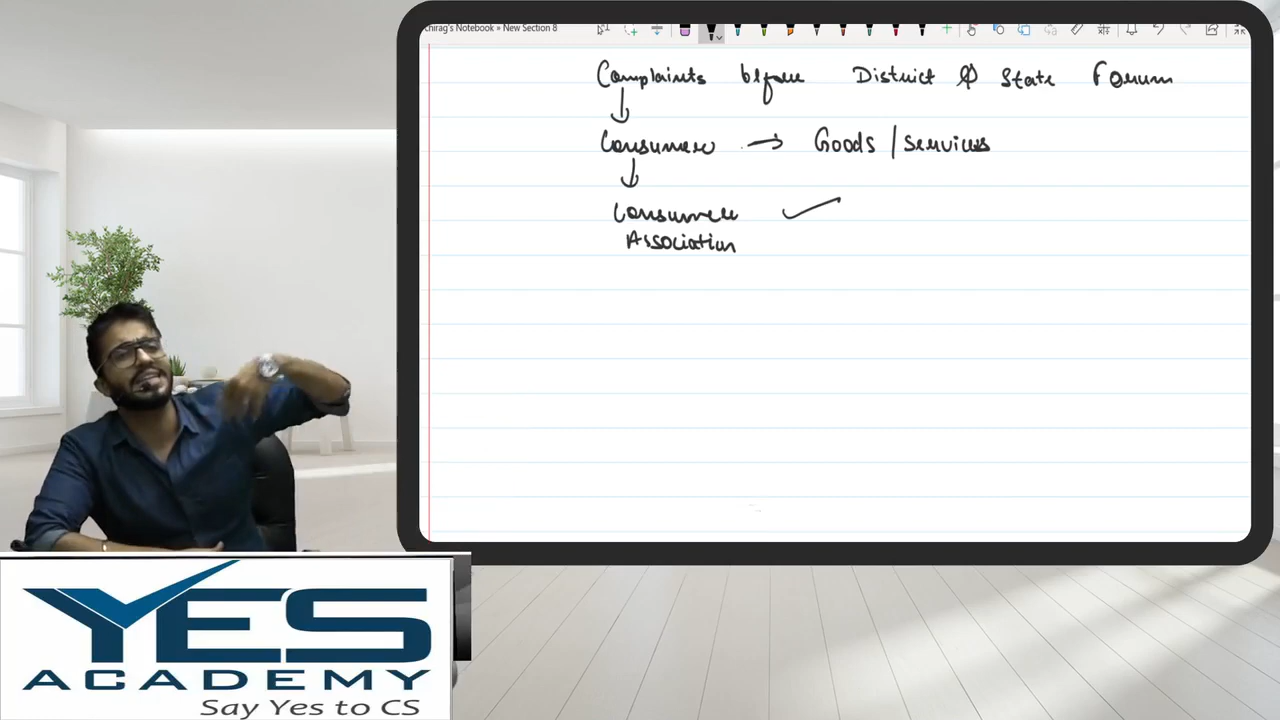 chirag's Notebook » New Section 8
Complaints before District & State Forum
Consumer → Goods / Services
Consumer ✓
Association
YES
ACADEMY
Say Yes to CS